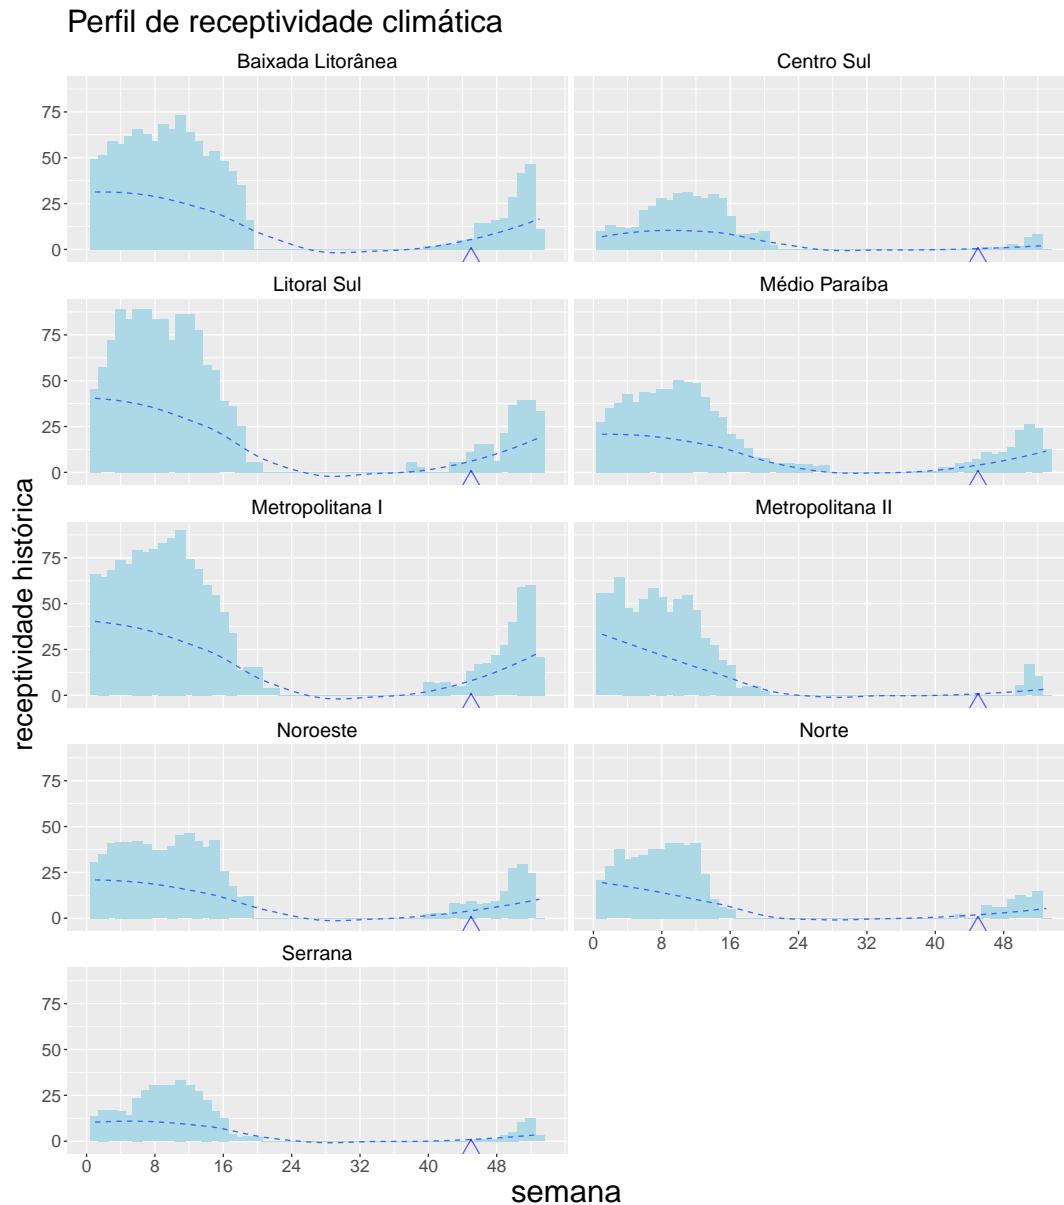 Perfil de receptividade climática
Baixada Litorânea
Centro Sul
75
50
25
0
Litoral Sul
Médio Paraíba
75
50
25
0
Metropolitana I
Metropolitana II
75
50
25
0
Noroeste
Norte
75
50
25
0
0 8 16 24 32 40 48
Serrana
75
50
25
0
0 8 16 24 32 40 48
semana
receptividade histórica